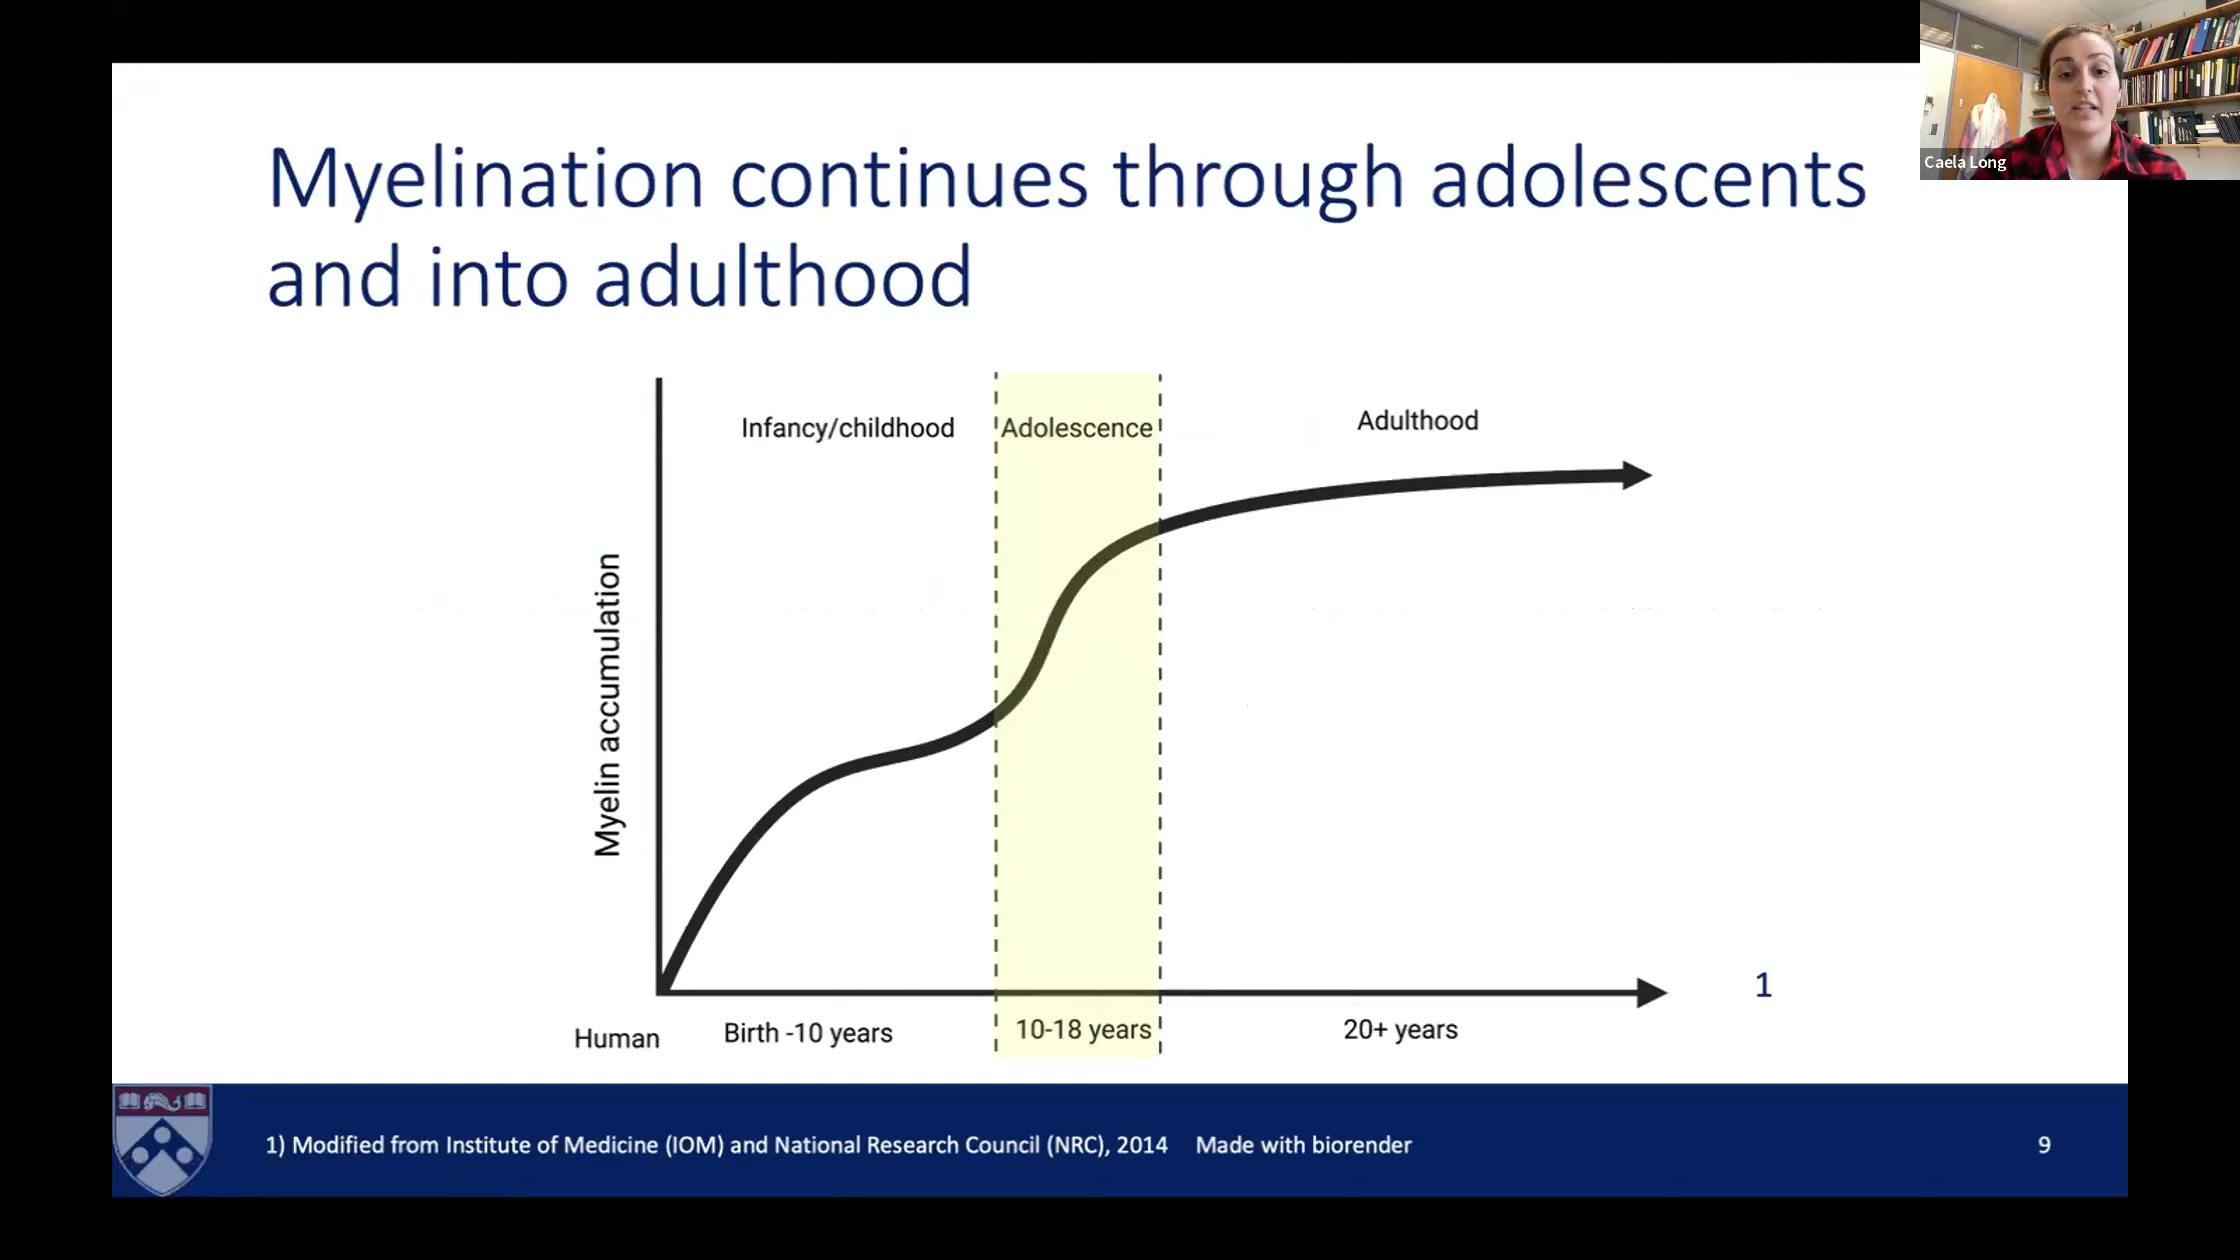 Myelination continues through adolescents
and into adulthood
Caela Long
Infancy/childhood
Adolescence
Adulthood
Myelin accumulation
1
Human
Birth -10 years
10-18 years
20+ years
1) Modified from Institute of Medicine (IOM) and National Research Council (NRC), 2014 Made with biorender
9